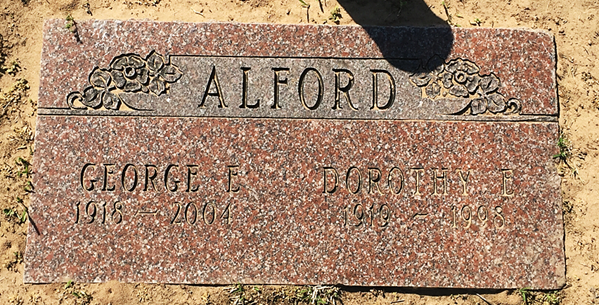 ALFORD
GEORGE E DOROTHY E
1918 – 2004 1919 – 1998